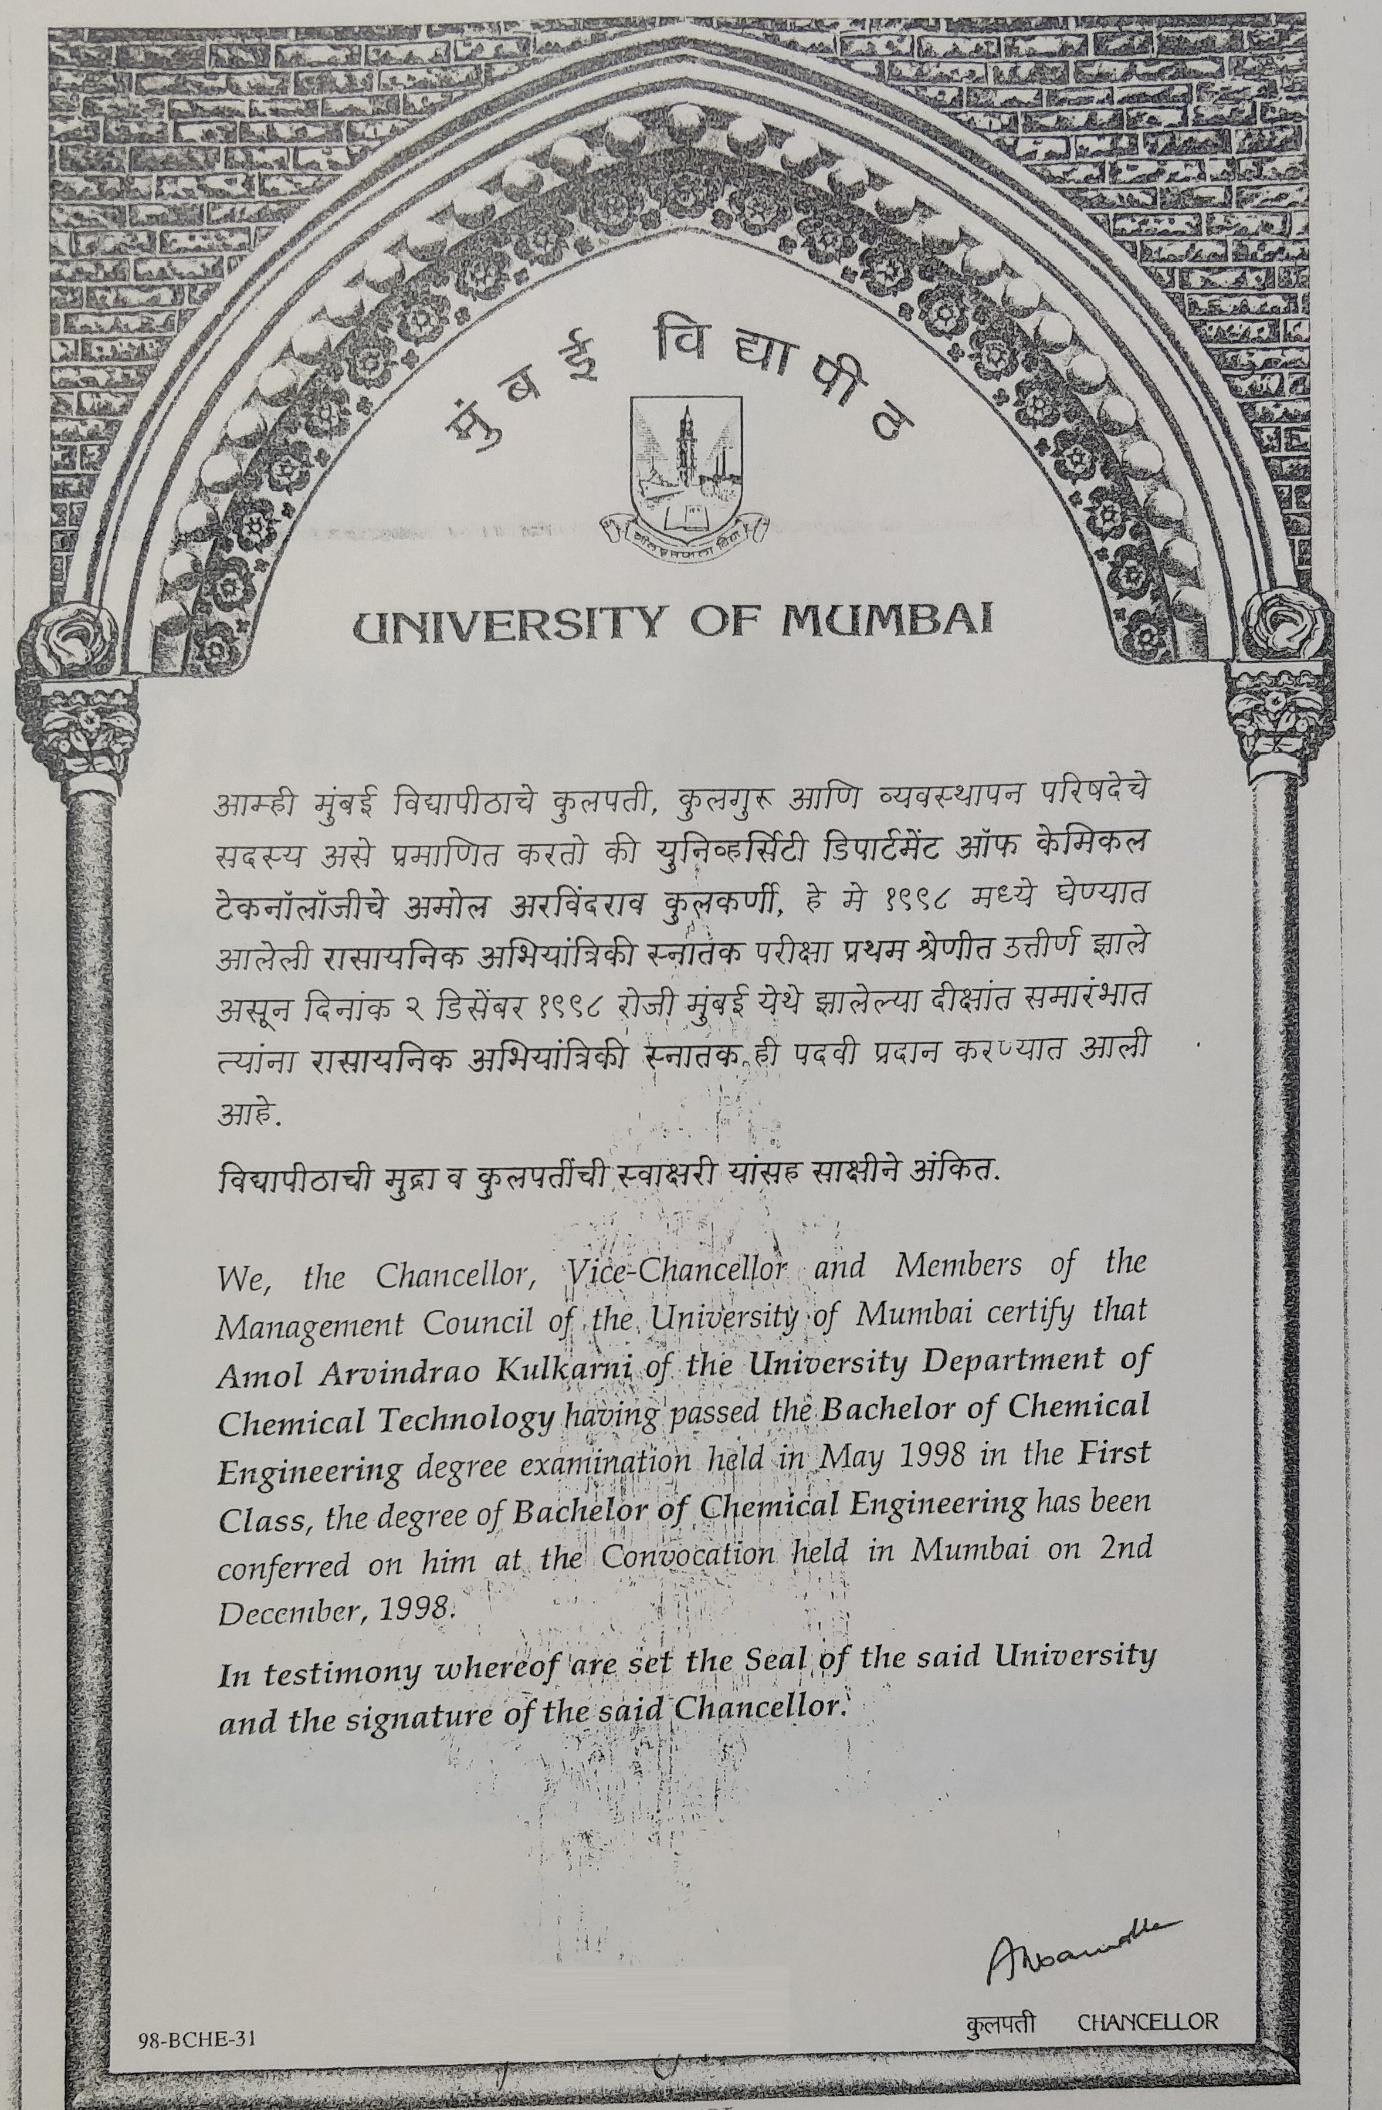 मुंबई विद्यापीठ
UNIVERSITY OF MUMBAI
आम्ही मुंबई विद्यापीठाचे कुलपती, कुलगुरू आणि व्यवस्थापन परिषदेचे
सदस्य असे प्रमाणित करतो की युनिव्हर्सिटी डिपार्टमेंट ऑफ केमिकल
टेकनॉलॉजीचे अमोल अरविंदराव कुलकर्णी, हे मे १९९८ मध्ये घेण्यात
आलेली रासायनिक अभियांत्रिकी स्नातक परीक्षा प्रथम श्रेणीत उत्तीर्ण झाले
असून दिनांक २ डिसेंबर १९९८ रोजी मुंबई येथे झालेल्या दीक्षांत समारंभात
त्यांना रासायनिक अभियांत्रिकी स्नातक ही पदवी प्रदान करण्यात आली
आहे.
विद्यापीठाची मुद्रा व कुलपतींची स्वाक्षरी यांसह साक्षीने अंकित.
We, the Chancellor, Vice-Chancellor and Members of the
Management Council of the University of Mumbai certify that
Amol Arvindrao Kulkarni of the University Department of
Chemical Technology having passed the Bachelor of Chemical
Engineering degree examination held in May 1998 in the First
Class, the degree of Bachelor of Chemical Engineering has been
conferred on him at the Convocation held in Mumbai on 2nd
December, 1998.
In testimony whereof are set the Seal of the said University
and the signature of the said Chancellor.
98-BCHE-31
कुलपती CHANCELLOR